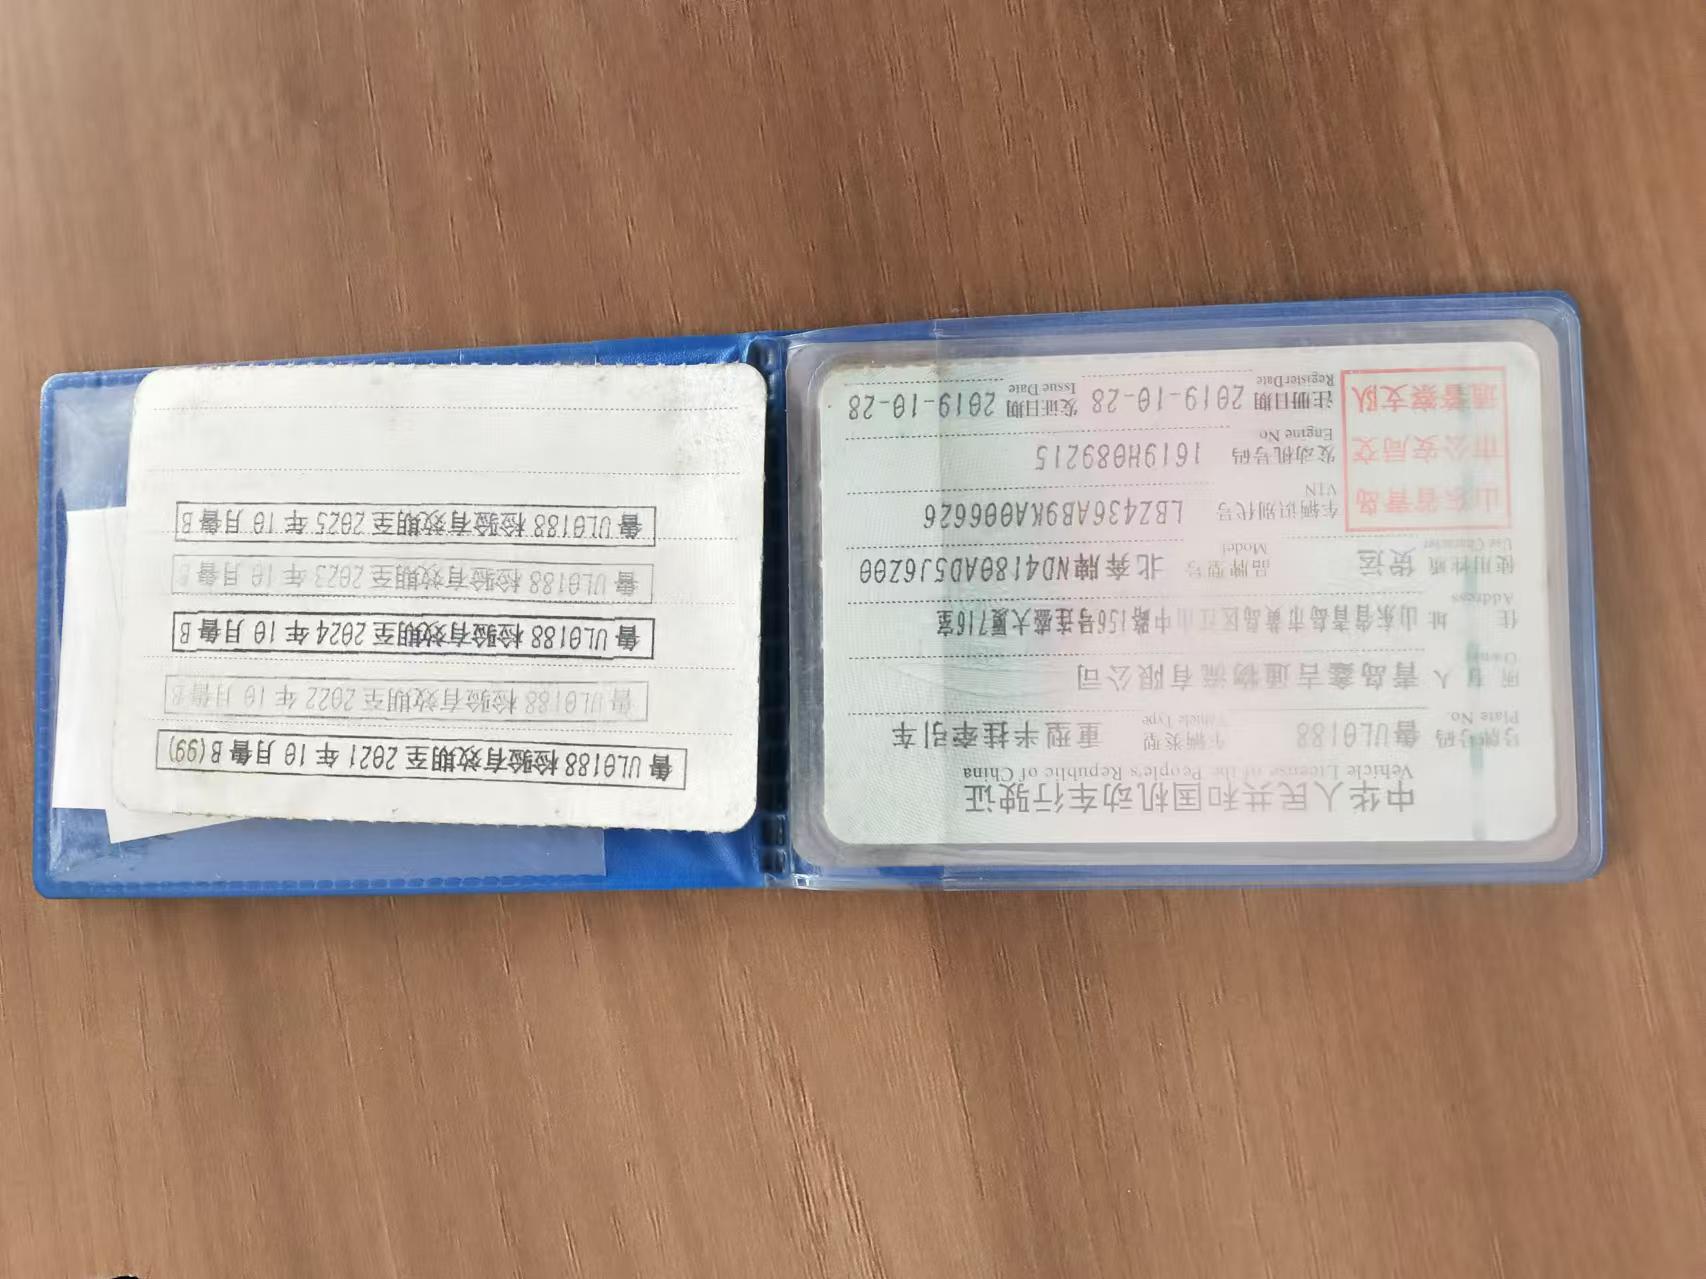 中华人民共和国机动车行驶证
Vehicle License of the People's Republic of China
号牌号码 鲁UL0188 车辆类型 重型半挂牵引车
Plate No. Vehicle Type
所有人 青岛鑫吉通物流有限公司
Owner
住址 山东省青岛市黄岛区江山中路156号连盛大厦716室
Address
使用性质 货运 品牌型号 北奔牌ND4180AD5J6Z00
Use Character Model
山东省青岛
市公安局交
通警察支队
车辆识别代号 LBZ436AB9KA006626
VIN
发动机号码 1619H089215
Engine No
注册日期 2019-10-28 发证日期 2019-10-28
Register Date Issue Date
鲁UL0188 检验有效期至 2021 年 10 月鲁B(99)
鲁UL0188 检验有效期至 2022 年 10 月鲁B
鲁UL0188 检验有效期至 2024 年 10 月鲁B
鲁UL0188 检验有效期至 2023 年 10 月鲁B
鲁UL0188 检验有效期至 2025 年 10 月鲁B